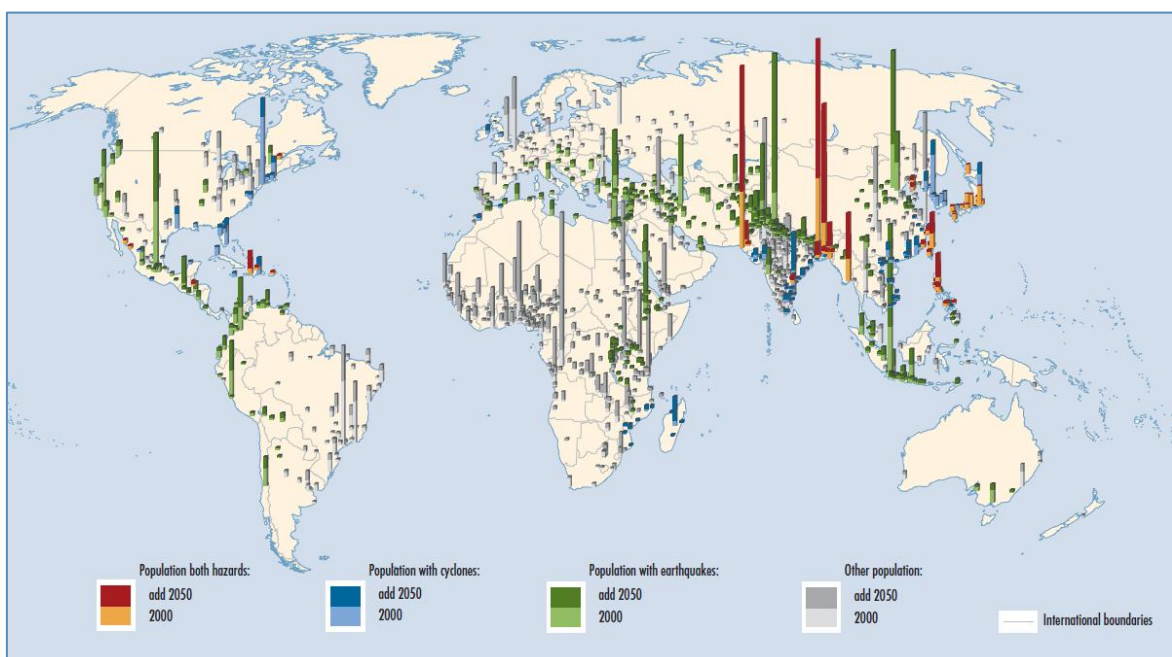 Population both hazards:
add 2050
2000
Population with cyclones:
add 2050
2000
Population with earthquakes:
add 2050
2000
Other population:
add 2050
2000
International boundaries